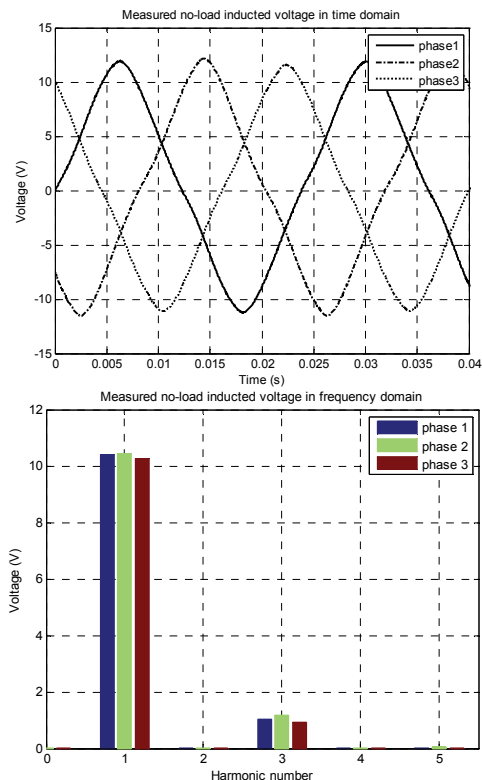 Measured no-load inducted voltage in time domain
15
10
5
0
-5
-10
-15
Voltage (V)
phase1
phase2
phase3
0 0.005 0.01 0.015 0.02 0.025 0.03 0.035 0.04
Time (s)
Measured no-load inducted voltage in frequency domain
12
10
8
6
4
2
0
Voltage (V)
phase 1
phase 2
phase 3
0 1 2 3 4 5
Harmonic number